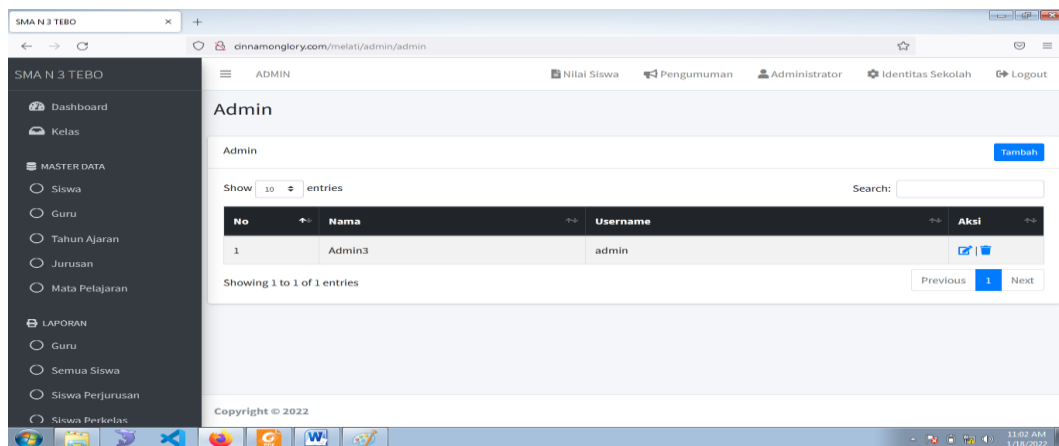 SMA N 3 TEBO
cinnamonglory.com/melati/admin/admin
SMA N 3 TEBO
ADMIN
Nilai Siswa
Pengumuman
Administrator
Identitas Sekolah
Logout
Dashboard
Kelas
MASTER DATA
Siswa
Guru
Tahun Ajaran
Jurusan
Mata Pelajaran
LAPORAN
Guru
Semua Siswa
Siswa Perjurusan
Siswa Perkelas
Admin
Admin
Tambah
Show 10 entries
Search:
No Nama Username Aksi
1 Admin3 admin
Showing 1 to 1 of 1 entries
Previous 1 Next
Copyright © 2022
11:02 AM
1/18/2022